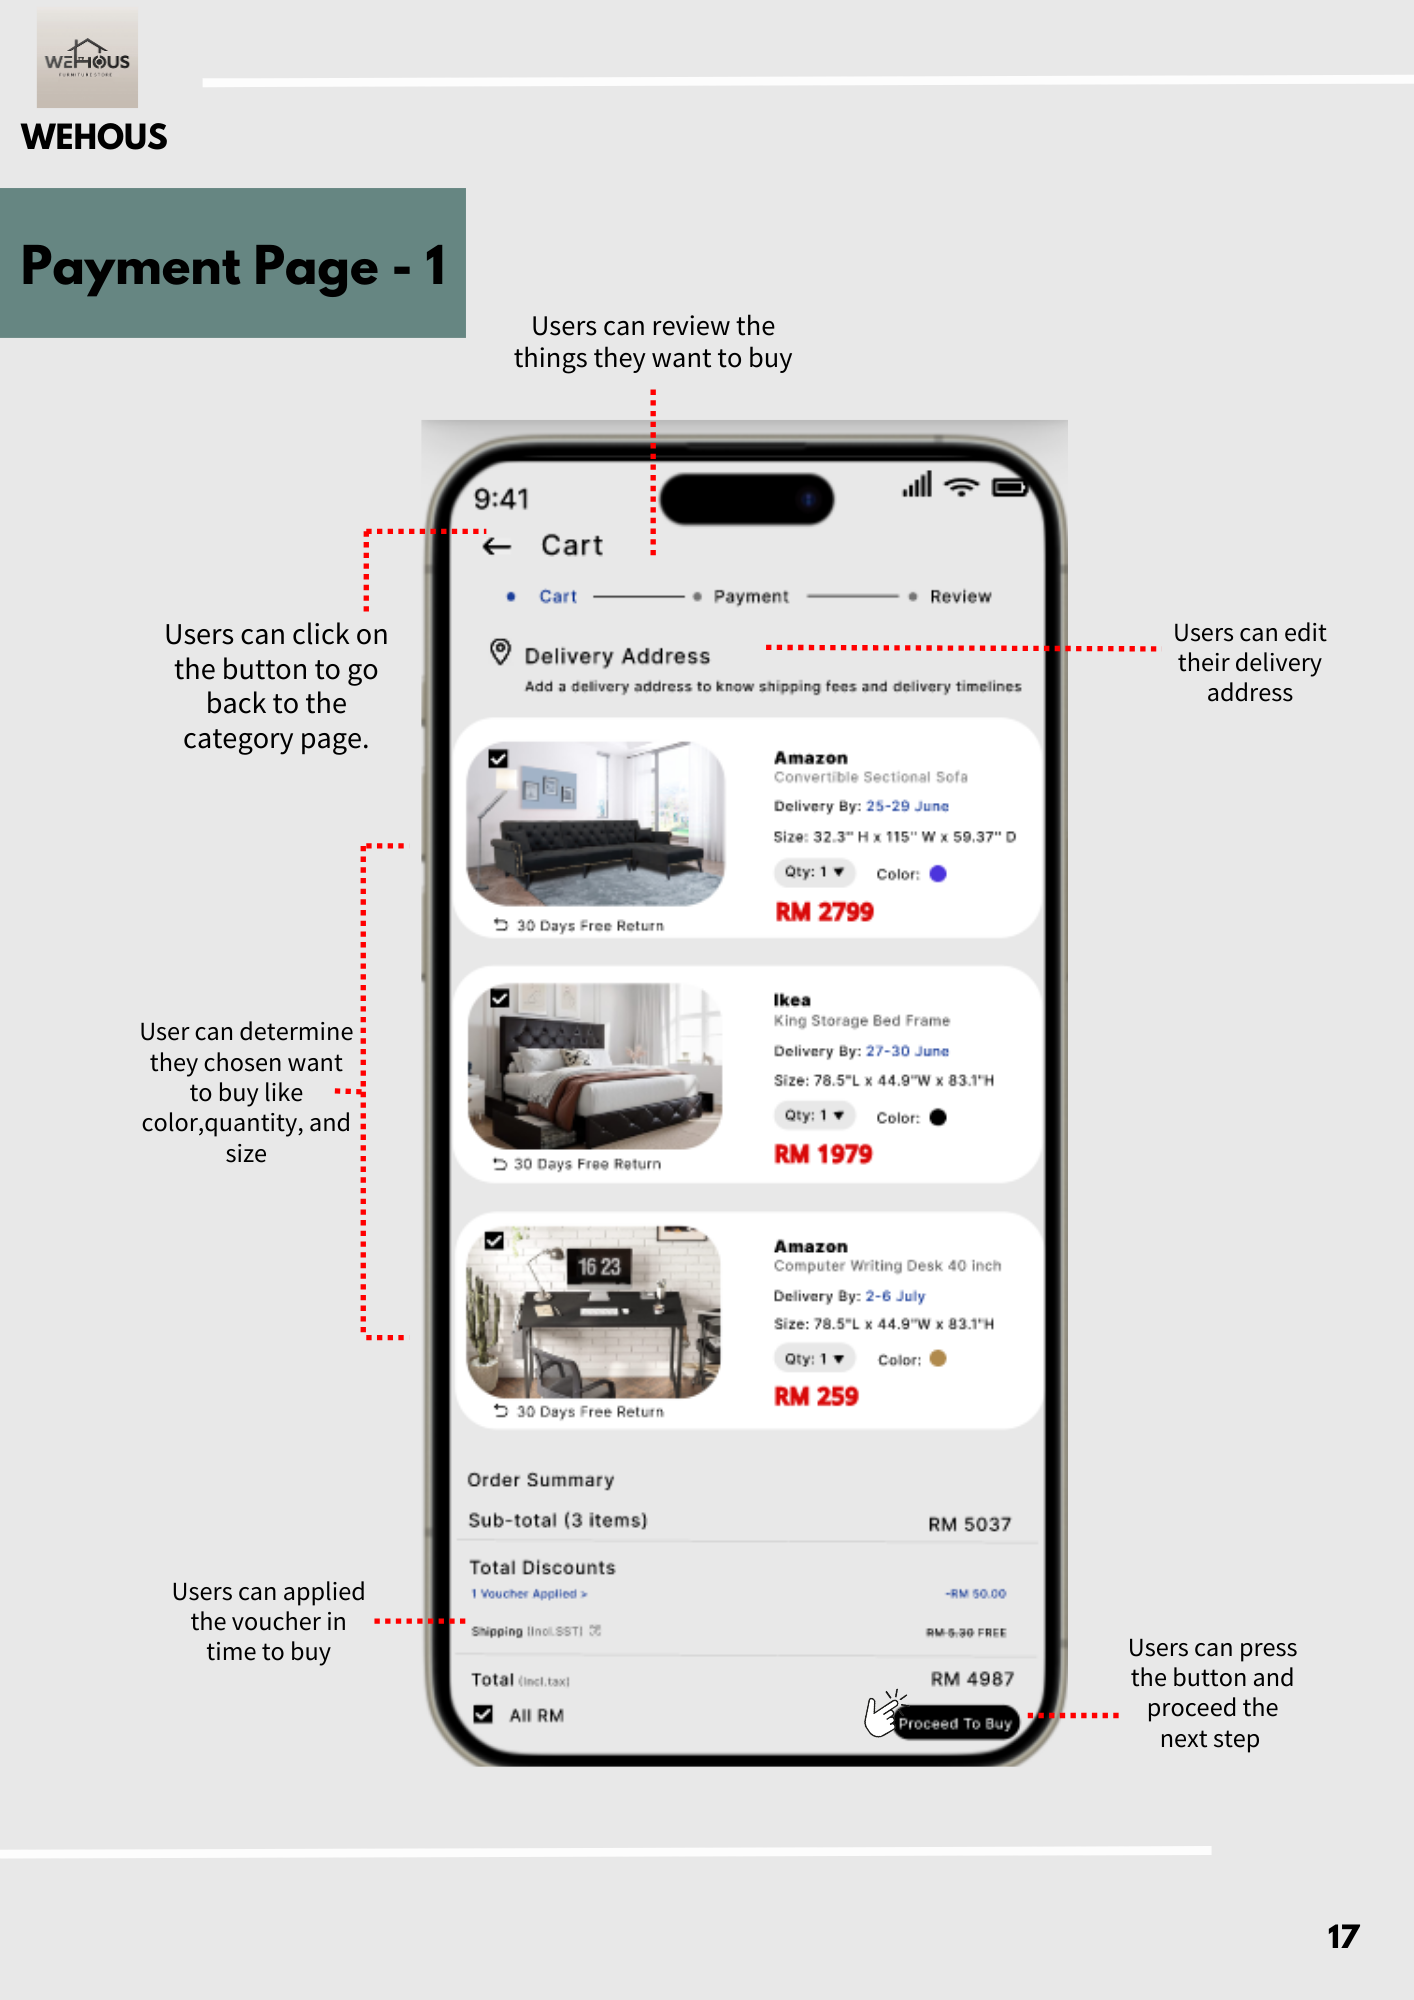 WEHOUS
FURNITURE STORE
WEHOUS
Payment Page - 1
Users can review the
things they want to buy
9:41
Cart
Cart
Payment
Review
Users can click on
the button to go
back to the
category page.
Delivery Address
Add a delivery address to know shipping fees and delivery timelines
Users can edit
their delivery
address
Amazon
Convertible Sectional Sofa
Delivery By: 25-29 June
Size: 32.3" H x 115" W x 59.37" D
Qty: 1 ▼ Color:
RM 2799
30 Days Free Return
User can determine
they chosen want
to buy like
color,quantity, and
size
Ikea
King Storage Bed Frame
Delivery By: 27-30 June
Size: 78.5"L x 44.9"W x 83.1"H
Qty: 1 ▼ Color:
RM 1979
30 Days Free Return
16 23
Amazon
Computer Writing Desk 40 inch
Delivery By: 2-6 July
Size: 78.5"L x 44.9"W x 83.1"H
Qty: 1 ▼ Color:
RM 259
30 Days Free Return
Order Summary
Sub-total (3 items) RM 5037
Total Discounts
1 Voucher Applied > -RM 50.00
Shipping (Incl.SST) RM 5.30 FREE
Total (Incl.tax) RM 4987
All RM
Proceed To Buy
Users can applied
the voucher in
time to buy
Users can press
the button and
proceed the
next step
17